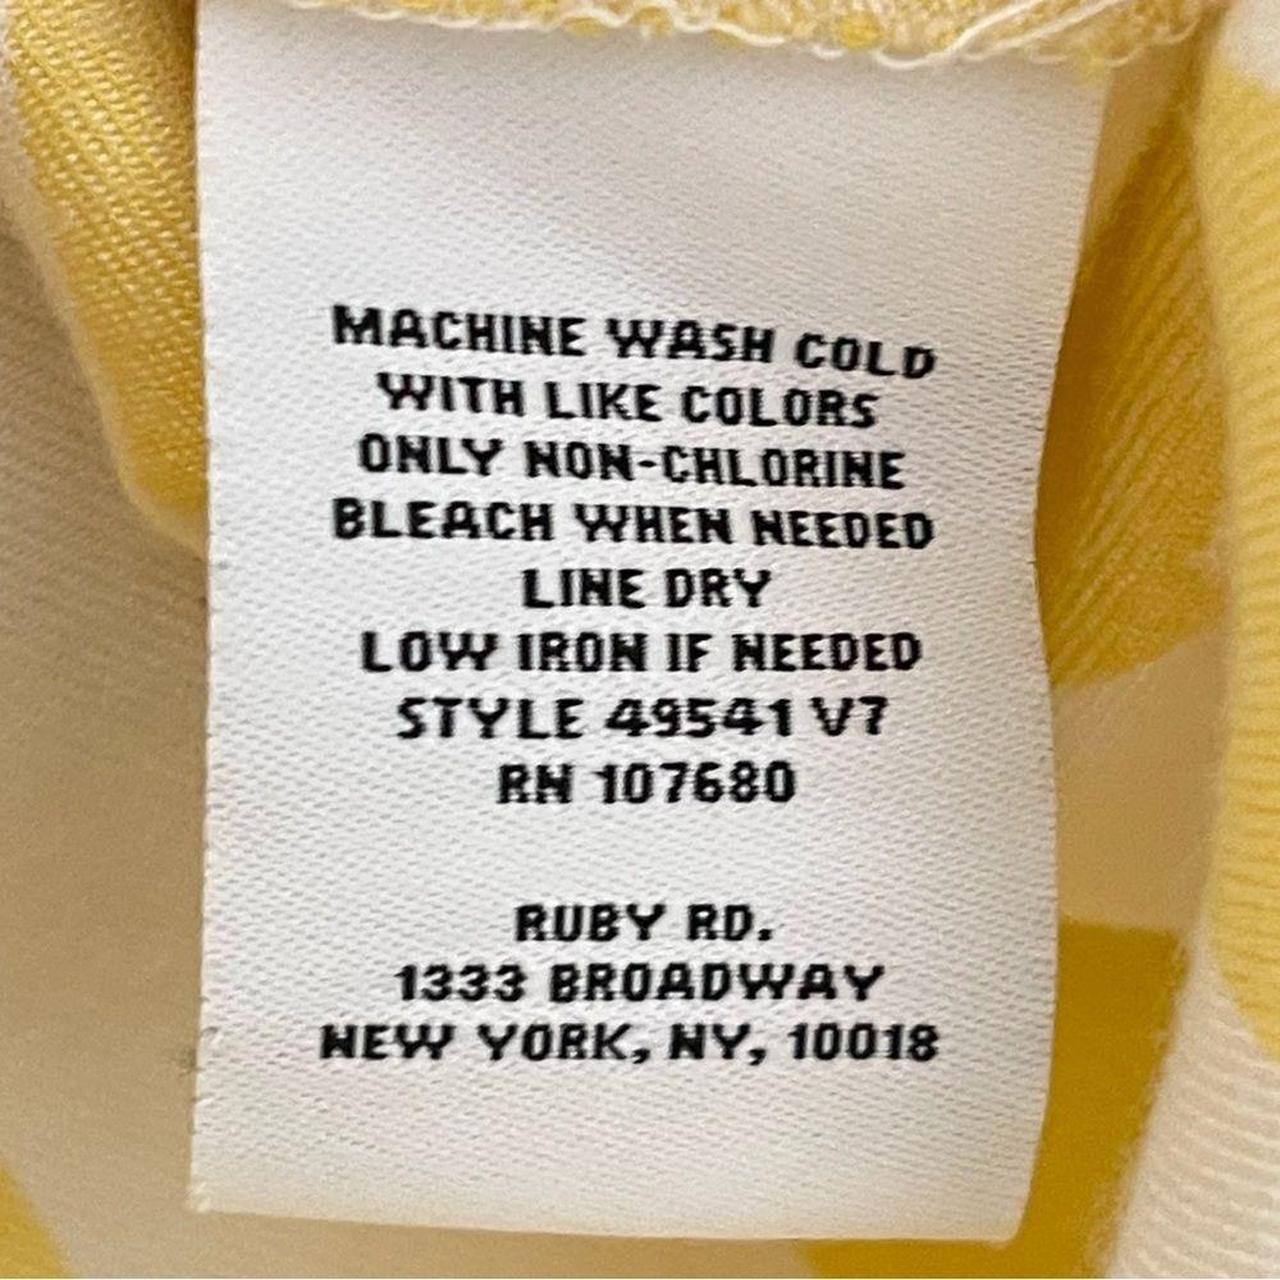 MACHINE WASH COLD
WITH LIKE COLORS
ONLY NON-CHLORINE
BLEACH WHEN NEEDED
LINE DRY
LOW IRON IF NEEDED
STYLE 49541 V7
RN 107680
RUBY RD.
1333 BROADWAY
NEW YORK, NY, 10018